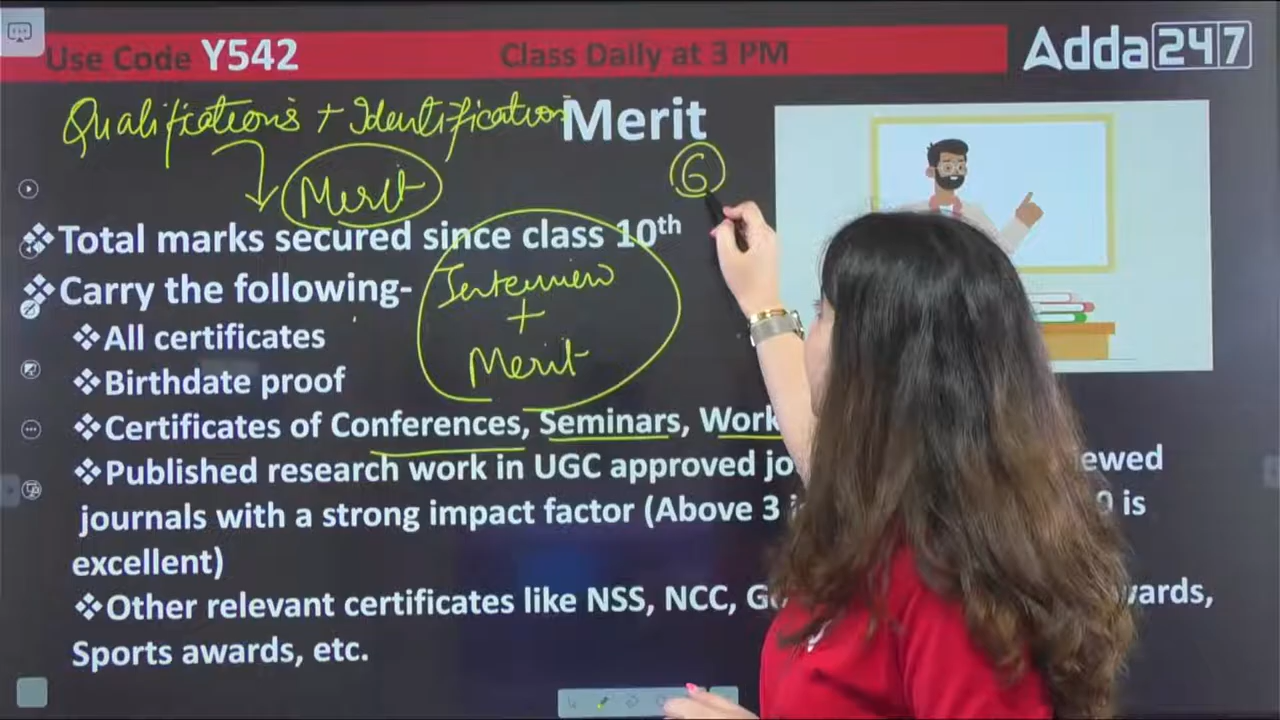 Use Code Y542 Class Daily at 3 PM Adda247
Qualifications + Identification Merit
Merit
6
Total marks secured since class 10th
Carry the following-
Interview
+
Merit
All certificates
Birthdate proof
Certificates of Conferences, Seminars, Work
Published research work in UGC approved jo ewed
journals with a strong impact factor (Above 3 0 is
excellent)
Other relevant certificates like NSS, NCC, wards,
Sports awards, etc.